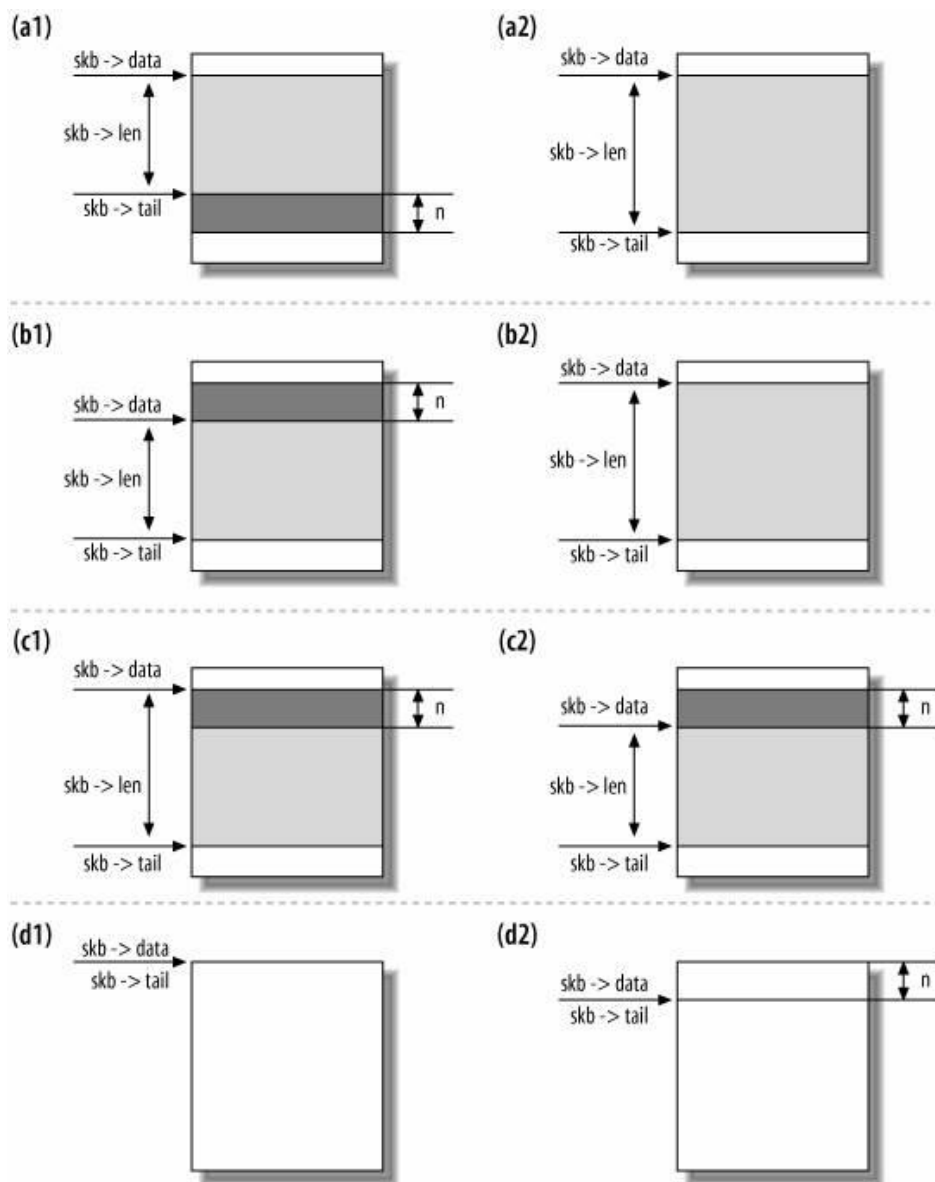 (a1)
skb -> data
skb -> len
skb -> tail
n
(a2)
skb -> data
skb -> len
skb -> tail
(b1)
skb -> data
n
skb -> len
skb -> tail
(b2)
skb -> data
skb -> len
skb -> tail
(c1)
skb -> data
n
skb -> len
skb -> tail
(c2)
skb -> data
n
skb -> len
skb -> tail
(d1)
skb -> data
skb -> tail
(d2)
skb -> data
n
skb -> tail